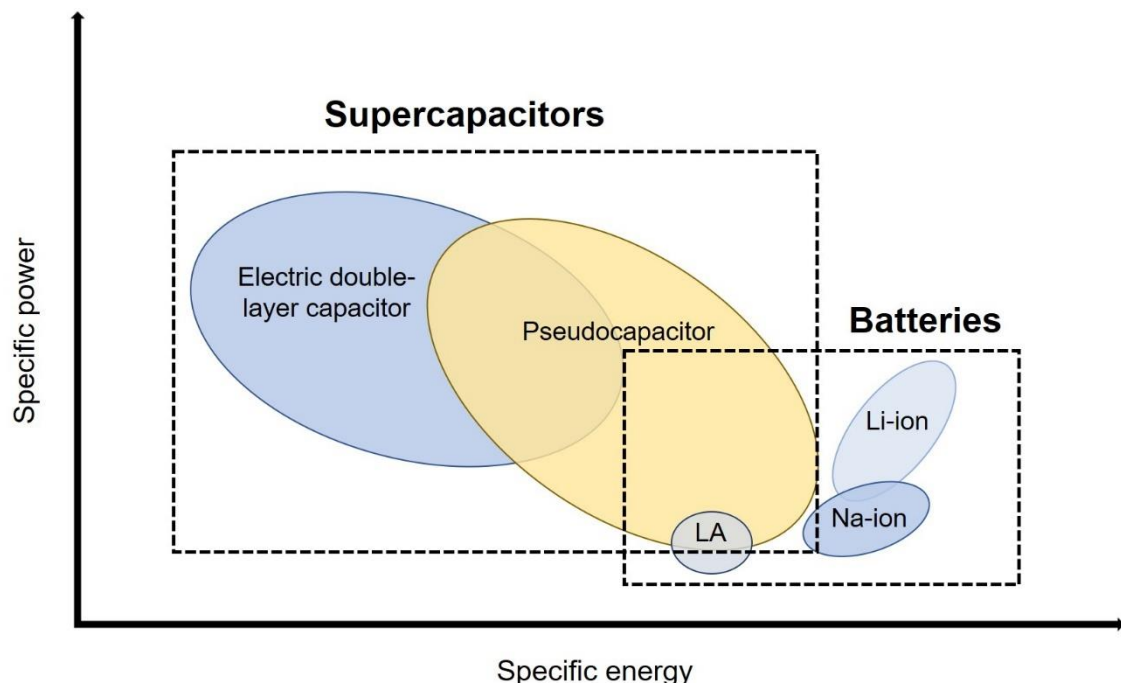 Supercapacitors
Specific power
Electric double-
layer capacitor
Pseudocapacitor
Batteries
Li-ion
Na-ion
LA
Specific energy